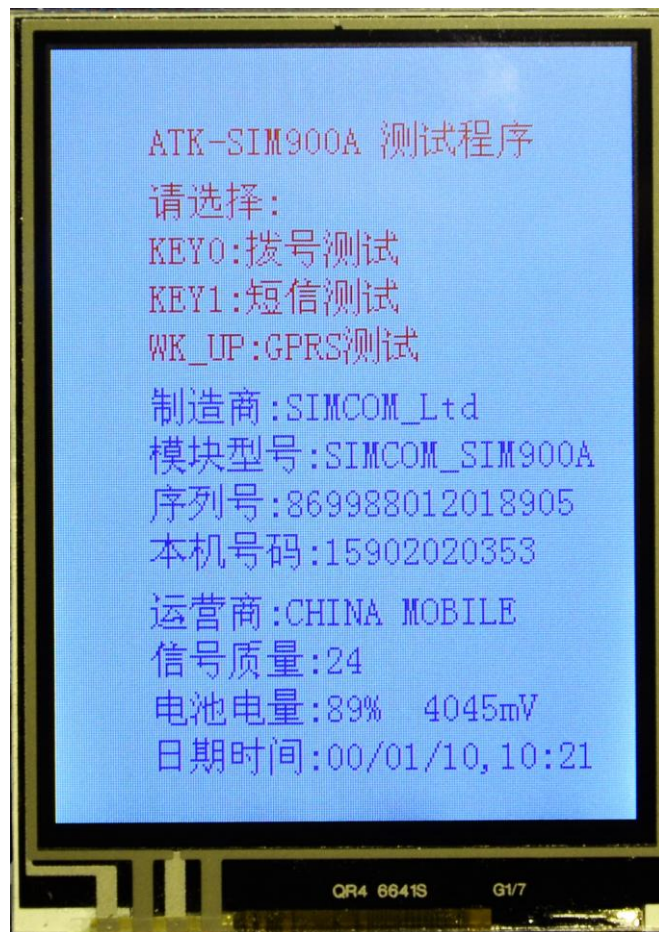 ATK-SIM900A 测试程序
请选择:
KEY0:拨号测试
KEY1:短信测试
WK_UP:GPRS测试
制造商:SIMCOM_Ltd
模块型号:SIMCOM_SIM900A
序列号:869988012018905
本机号码:15902020353
运营商:CHINA MOBILE
信号质量:24
电池电量:89% 4045mV
日期时间:00/01/10,10:21
QR4 6641S G1/7